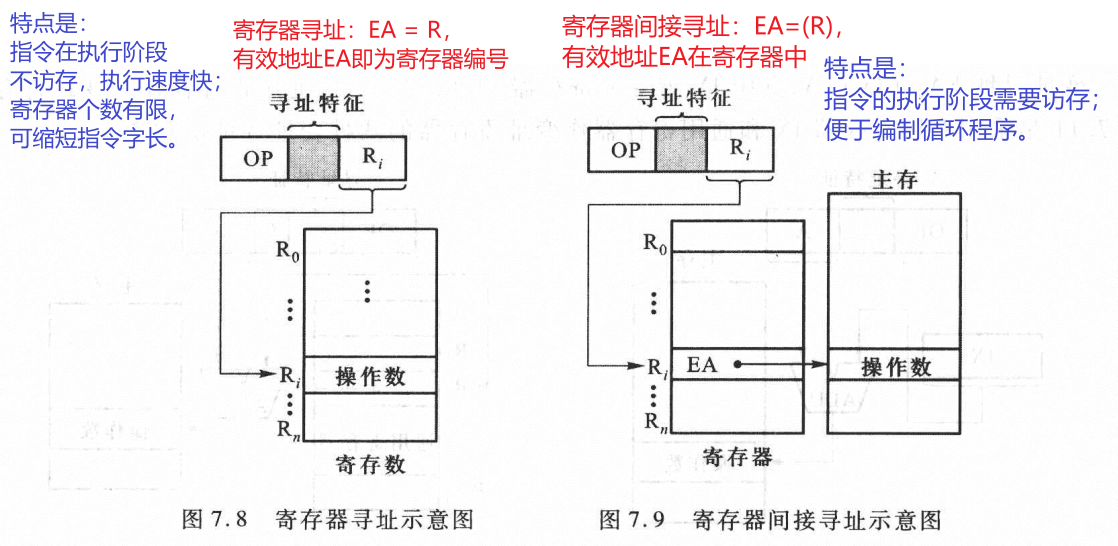 特点是：
指令在执行阶段
不访存，执行速度快；
寄存器个数有限，
可缩短指令字长。
寄存器寻址：EA = R，
有效地址EA即为寄存器编号
寻址特征
OP
R_i
R_0
⋮
⋮
R_i
操作数
⋮
R_n
寄存数
图 7.8 寄存器寻址示意图
寄存器间接寻址：EA=(R)，
有效地址EA在寄存器中
特点是：
指令的执行阶段需要访存；
便于编制循环程序。
寻址特征
OP
R_i
主存
R_0
⋮
R_i
EA
操作数
⋮
R_n
寄存器
图 7.9 寄存器间接寻址示意图